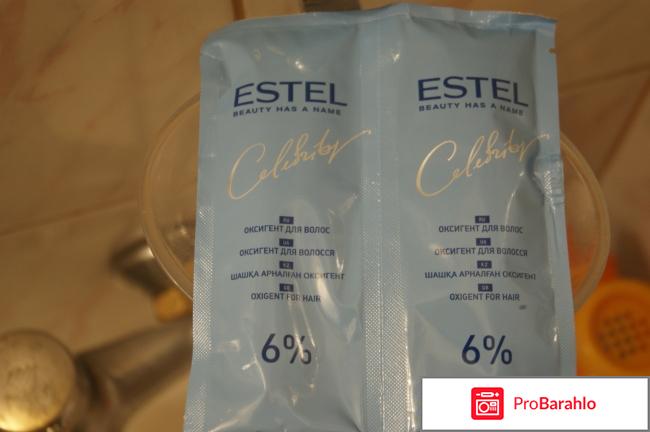 ESTEL
BEAUTY HAS A NAME
Celebrity
RU
ОКСИГЕНТ ДЛЯ ВОЛОС
UA
ОКСИГЕНТ ДЛЯ ВОЛОССЯ
KZ
ШАШҚА АРНАЛҒАН ОКСИГЕНТ
GB
OXIGENT FOR HAIR
6%
ESTEL
BEAUTY HAS A NAME
Celebrity
RU
ОКСИГЕНТ ДЛЯ ВОЛОС
UA
ОКСИГЕНТ ДЛЯ ВОЛОССЯ
KZ
ШАШҚА АРНАЛҒАН ОКСИГЕНТ
GB
OXIGENT FOR HAIR
6%
ProBarahlo